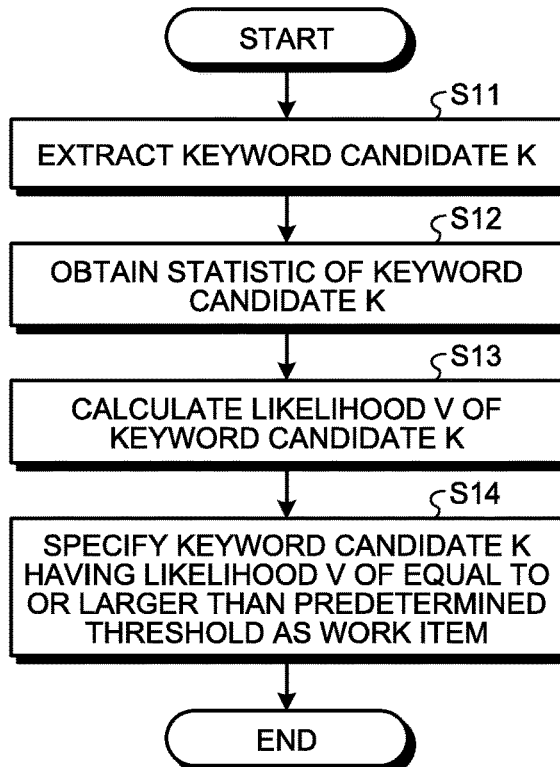 START
S11
EXTRACT KEYWORD CANDIDATE K
S12
OBTAIN STATISTIC OF KEYWORD
CANDIDATE K
S13
CALCULATE LIKELIHOOD V OF
KEYWORD CANDIDATE K
S14
SPECIFY KEYWORD CANDIDATE K
HAVING LIKELIHOOD V OF EQUAL TO
OR LARGER THAN PREDETERMINED
THRESHOLD AS WORK ITEM
END